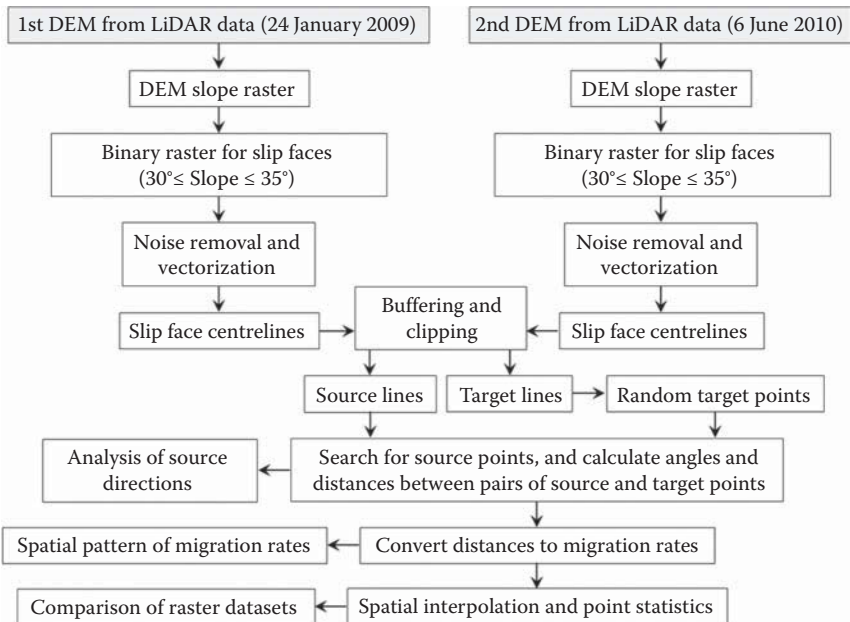 1st DEM from LiDAR data (24 January 2009)
2nd DEM from LiDAR data (6 June 2010)
DEM slope raster
DEM slope raster
Binary raster for slip faces
(30°≤ Slope ≤ 35°)
Binary raster for slip faces
(30°≤ Slope ≤ 35°)
Noise removal and
vectorization
Noise removal and
vectorization
Slip face centrelines
Buffering and
clipping
Slip face centrelines
Source lines
Target lines
Random target points
Analysis of source
directions
Search for source points, and calculate angles and
distances between pairs of source and target points
Spatial pattern of migration rates
Convert distances to migration rates
Comparison of raster datasets
Spatial interpolation and point statistics